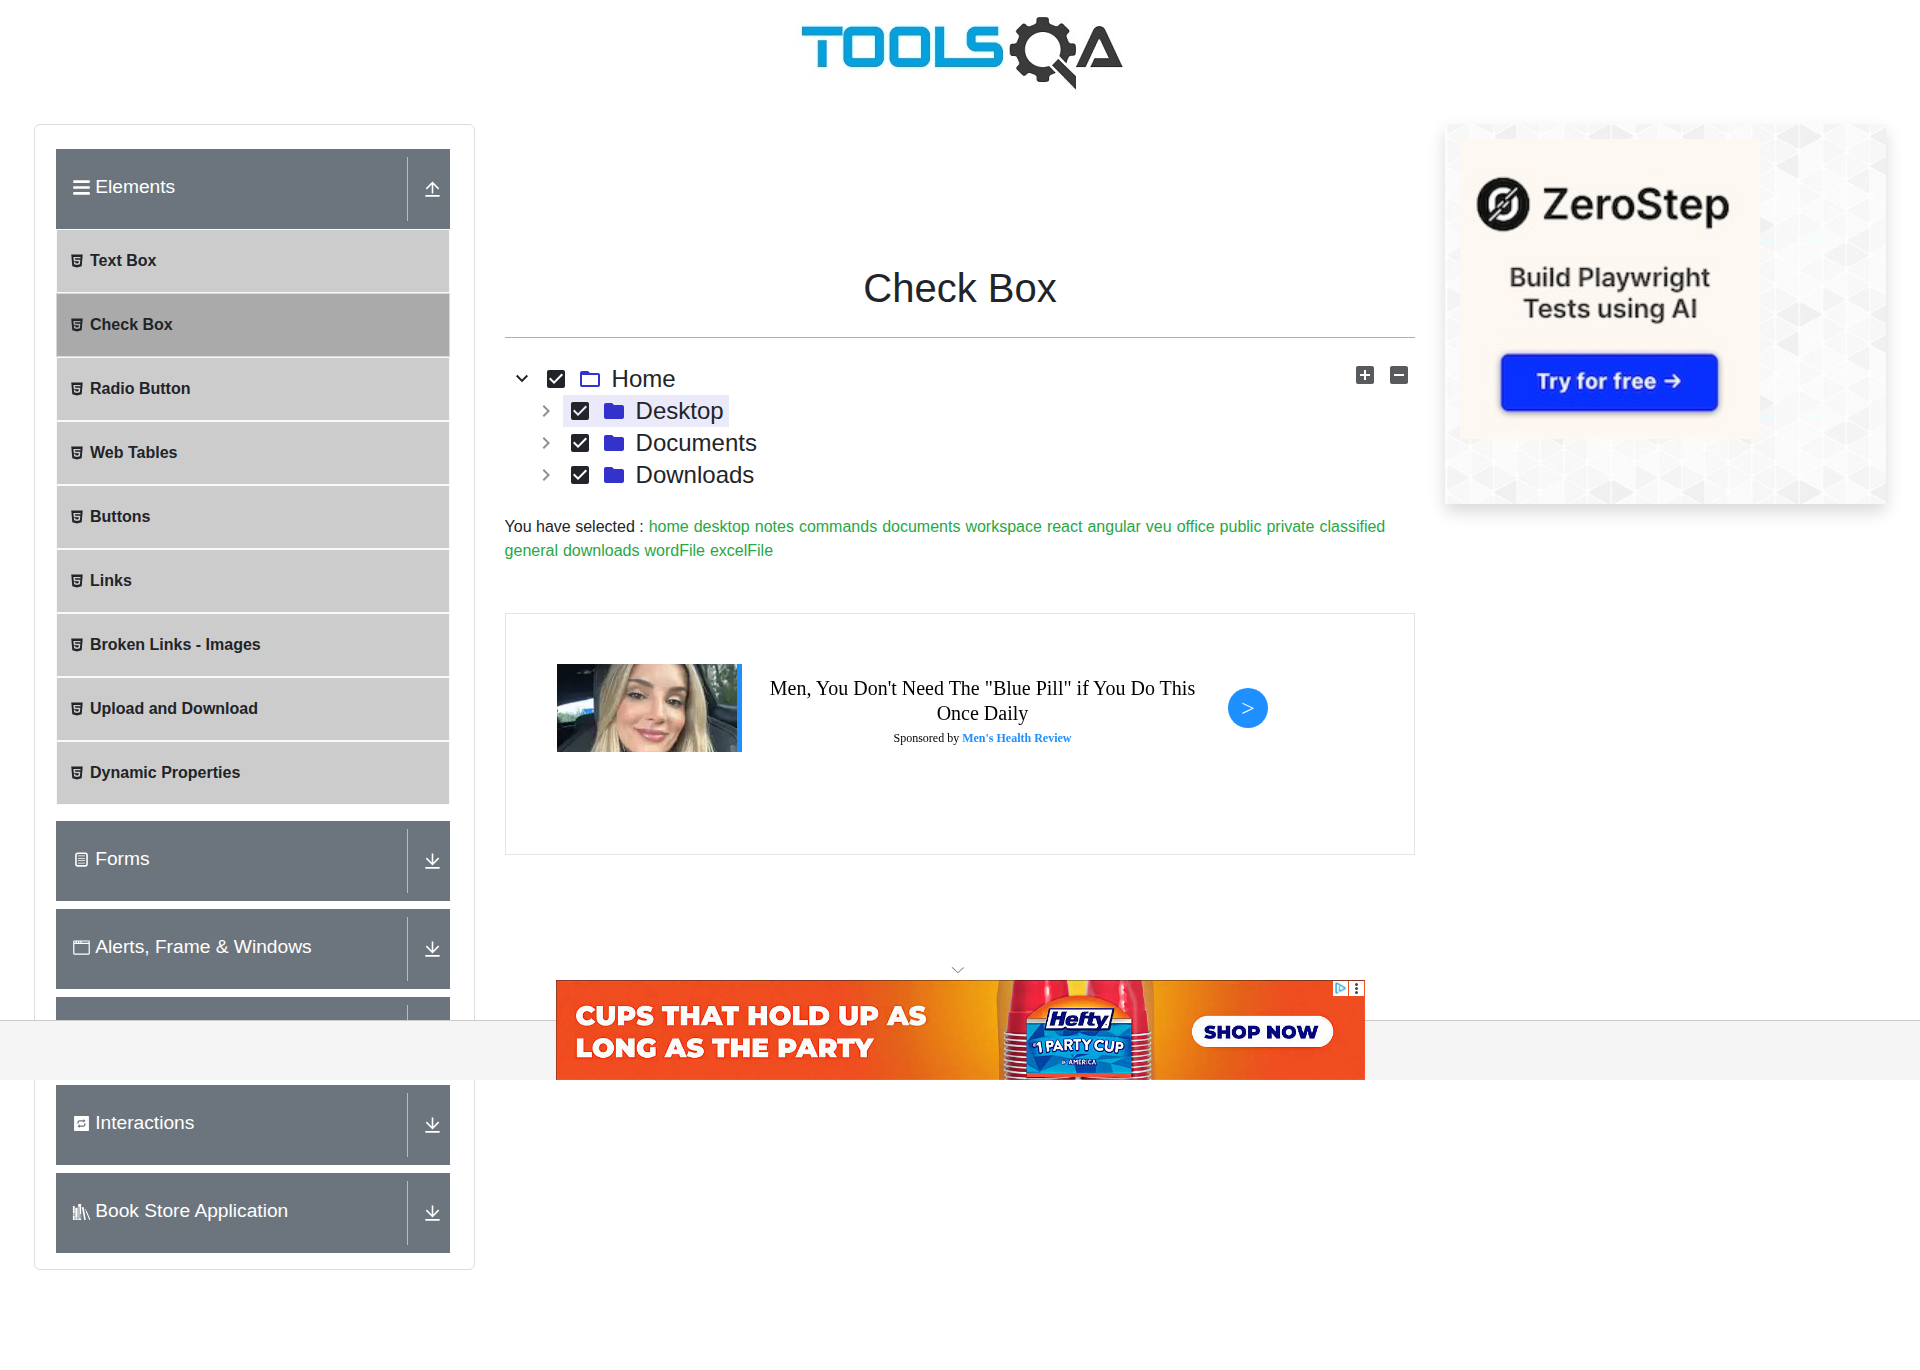 TOOLSQA
Elements
Text Box
Check Box
Radio Button
Web Tables
Buttons
Links
Broken Links - Images
Upload and Download
Dynamic Properties
Forms
Alerts, Frame & Windows
Interactions
Book Store Application
Check Box
Home
Desktop
Documents
Downloads
You have selected : home desktop notes commands documents workspace react angular veu office public private classified
general downloads wordFile excelFile
Men, You Don't Need The "Blue Pill" if You Do This
Once Daily
Sponsored by Men's Health Review
>
ZeroStep
Build Playwright
Tests using AI
Try for free →
CUPS THAT HOLD UP AS
LONG AS THE PARTY
Hefty
#1 PARTY CUP
in AMERICA
SHOP NOW